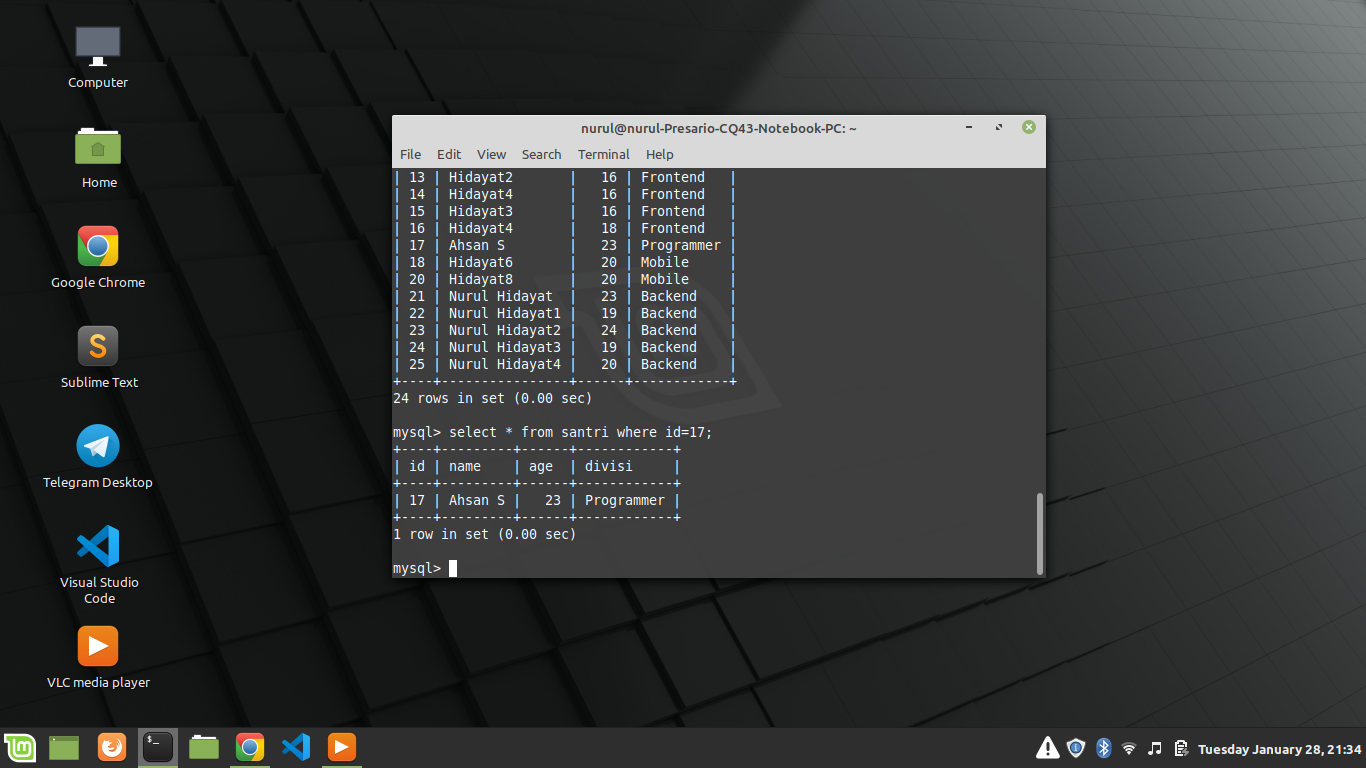 Computer
Home
Google Chrome
Sublime Text
Telegram Desktop
Visual Studio
Code
VLC media player
nurul@nurul-Presario-CQ43-Notebook-PC: ~
File Edit View Search Terminal Help
| 13 | Hidayat2       |   16 | Frontend   |
| 14 | Hidayat4       |   16 | Frontend   |
| 15 | Hidayat3       |   16 | Frontend   |
| 16 | Hidayat4       |   18 | Frontend   |
| 17 | Ahsan S        |   23 | Programmer |
| 18 | Hidayat6       |   20 | Mobile     |
| 20 | Hidayat8       |   20 | Mobile     |
| 21 | Nurul Hidayat  |   23 | Backend    |
| 22 | Nurul Hidayat1 |   19 | Backend    |
| 23 | Nurul Hidayat2 |   24 | Backend    |
| 24 | Nurul Hidayat3 |   19 | Backend    |
| 25 | Nurul Hidayat4 |   20 | Backend    |
+----+----------------+------+------------+
24 rows in set (0.00 sec)
mysql> select * from santri where id=17;
+----+---------+------+------------+
| id | name    | age  | divisi     |
+----+---------+------+------------+
| 17 | Ahsan S |   23 | Programmer |
+----+---------+------+------------+
1 row in set (0.00 sec)
mysql>
Tuesday January 28, 21:34